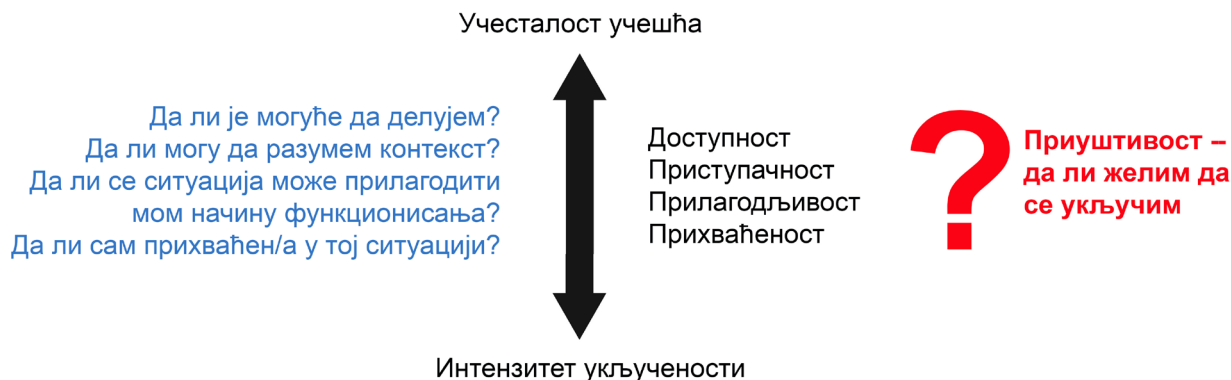 Учесталост учешћа
Да ли је могуће да делујем?
Да ли могу да разумем контекст?
Да ли се ситуација може прилагодити
мом начину функционисања?
Да ли сам прихваћен/а у тој ситуацији?
Доступност
Приступачност
Прилагодљивост
Прихваћеност
?
Приуштивост –
да ли желим да
се укључим
Интензитет укључености